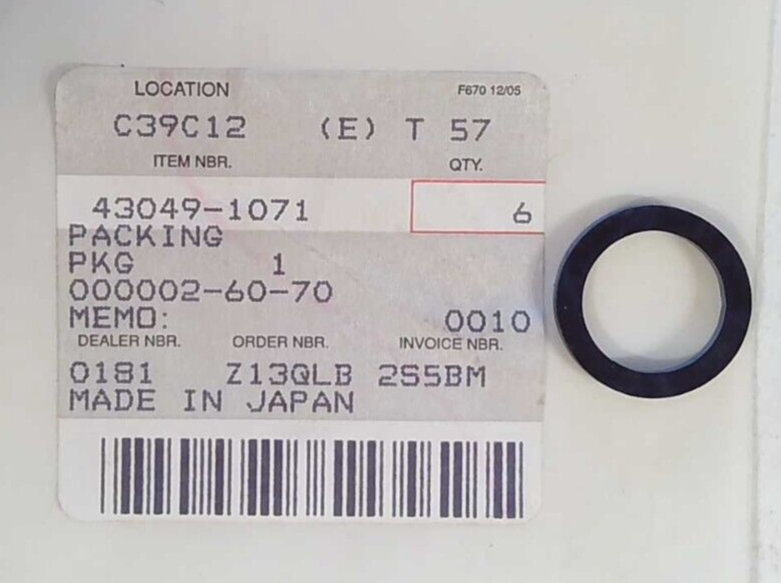 LOCATION F670 12/05
C39C12 (E) T 57
ITEM NBR. QTY.
43049-1071 6
PACKING
PKG 1
000002-60-70
MEMO: 0010
DEALER NBR. ORDER NBR. INVOICE NBR.
0181 Z13QLB 2S5BM
MADE IN JAPAN